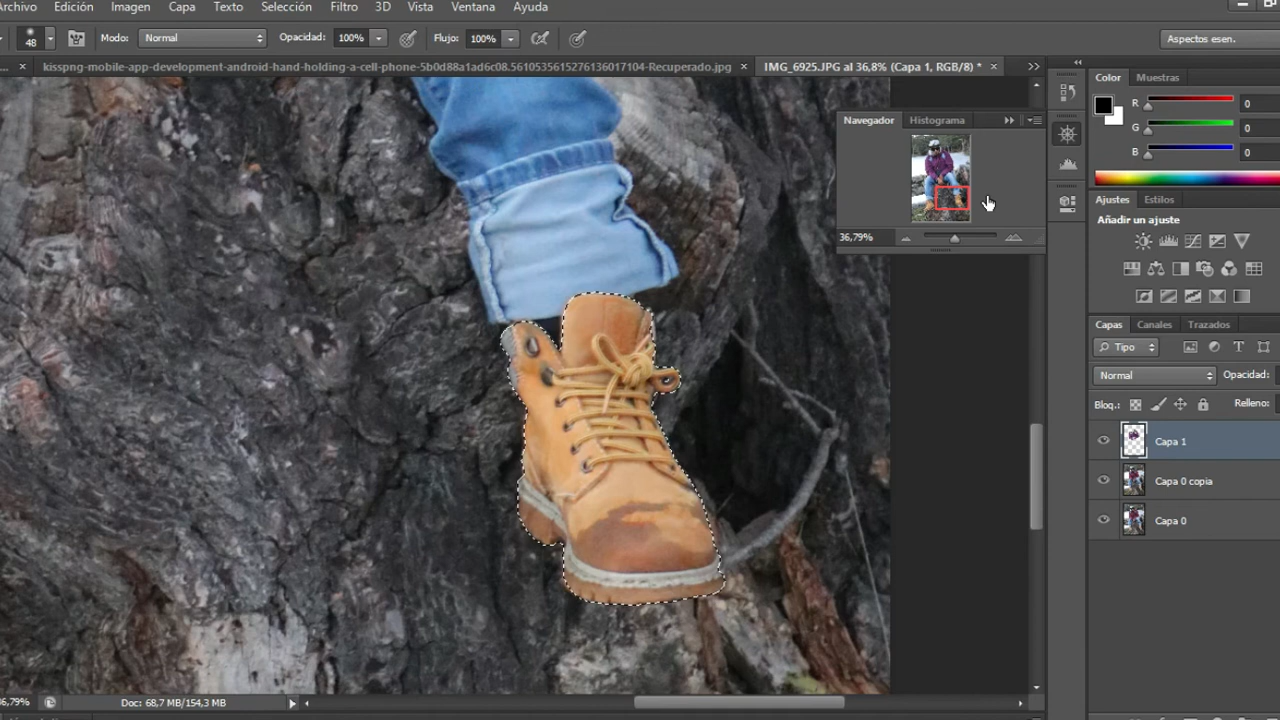 Archivo Edición Imagen Capa Texto Selección Filtro 3D Vista Ventana Ayuda
48 Modo: Normal Opacidad: 100% Flujo: 100% Aspectos esen.
... × kisspng-mobile-app-development-android-hand-holding-a-cell-phone-5b0d88a1ad6c08.5610535615276136017104-Recuperado.jpg × IMG_6925.JPG al 36,8% (Capa 1, RGB/8) * ×
Color Muestras
R 0
G 0
B 0
Navegador Histograma
36,79%
Ajustes Estilos
Añadir un ajuste
Capas Canales Trazados
Tipo
Normal Opacidad:
Bloq.: Relleno:
Capa 1
Capa 0 copia
Capa 0
36,79% Doc: 68,7 MB/154,3 MB